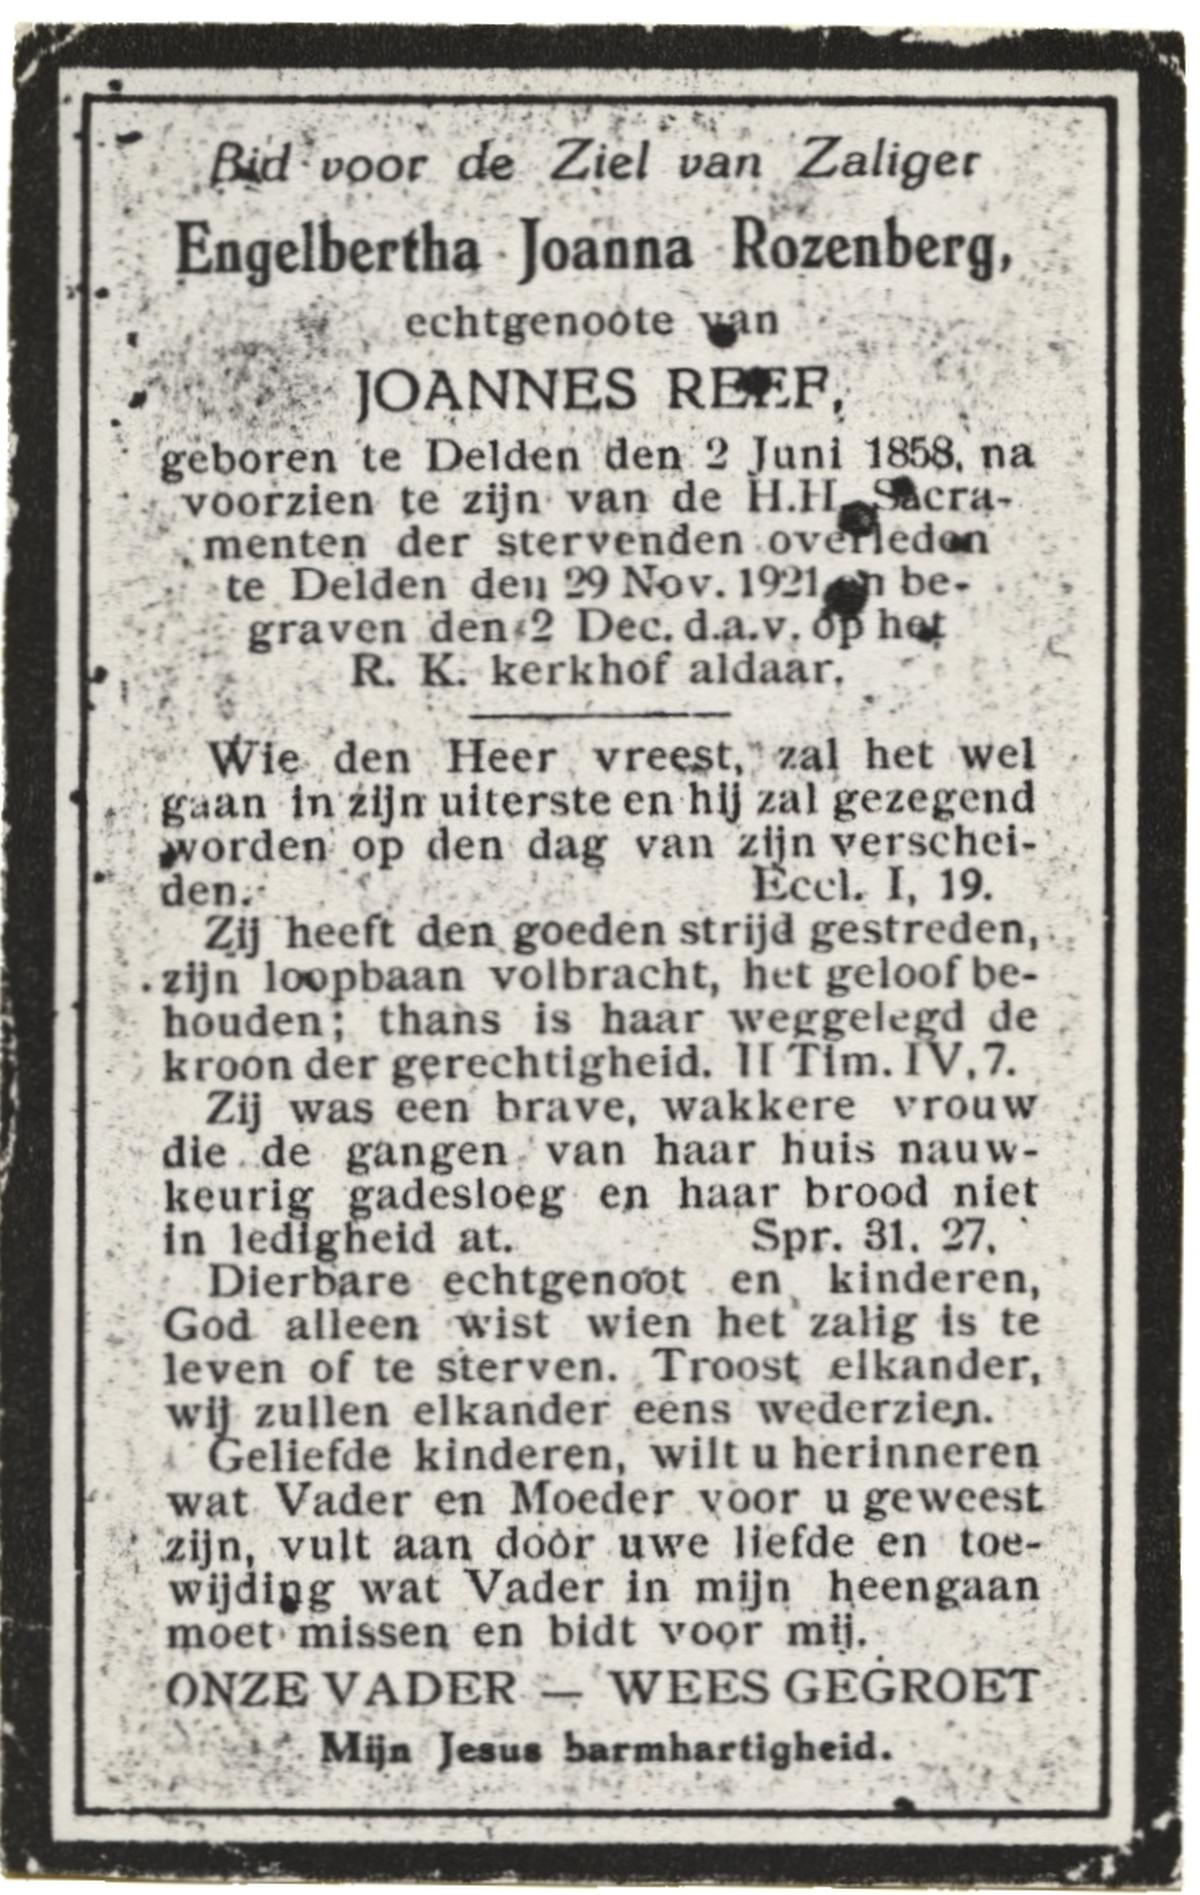 Bid voor de Ziel van Zaliger
Engelbertha Joanna Rozenberg,
echtgenoote van
JOANNES REEF,
geboren te Delden den 2 Juni 1858, na
voorzien te zijn van de H.H. Sacra-
menten der stervenden overleden
te Delden den 29 Nov. 1921 en be-
graven den 2 Dec. d.a.v. op het
R. K. kerkhof aldaar.
Wie den Heer vreest, zal het wel
gaan in zijn uiterste en hij zal gezegend
worden op den dag van zijn verschei-
den. Eccl. I, 19.
Zij heeft den goeden strijd gestreden,
zijn loopbaan volbracht, het geloof be-
houden; thans is haar weggelegd de
kroon der gerechtigheid. II Tim. IV, 7.
Zij was een brave, wakkere vrouw
die de gangen van haar huis nauw-
keurig gadesloeg en haar brood niet
in ledigheid at. Spr. 31. 27.
Dierbare echtgenoot en kinderen,
God alleen wist wien het zalig is te
leven of te sterven. Troost elkander,
wij zullen elkander eens wederzien.
Geliefde kinderen, wilt u herinneren
wat Vader en Moeder voor u geweest
zijn, vult aan door uwe liefde en toe-
wijding wat Vader in mijn heengaan
moet missen en bidt voor mij.
ONZE VADER — WEES GEGROET
Mijn Jesus barmhartigheid.